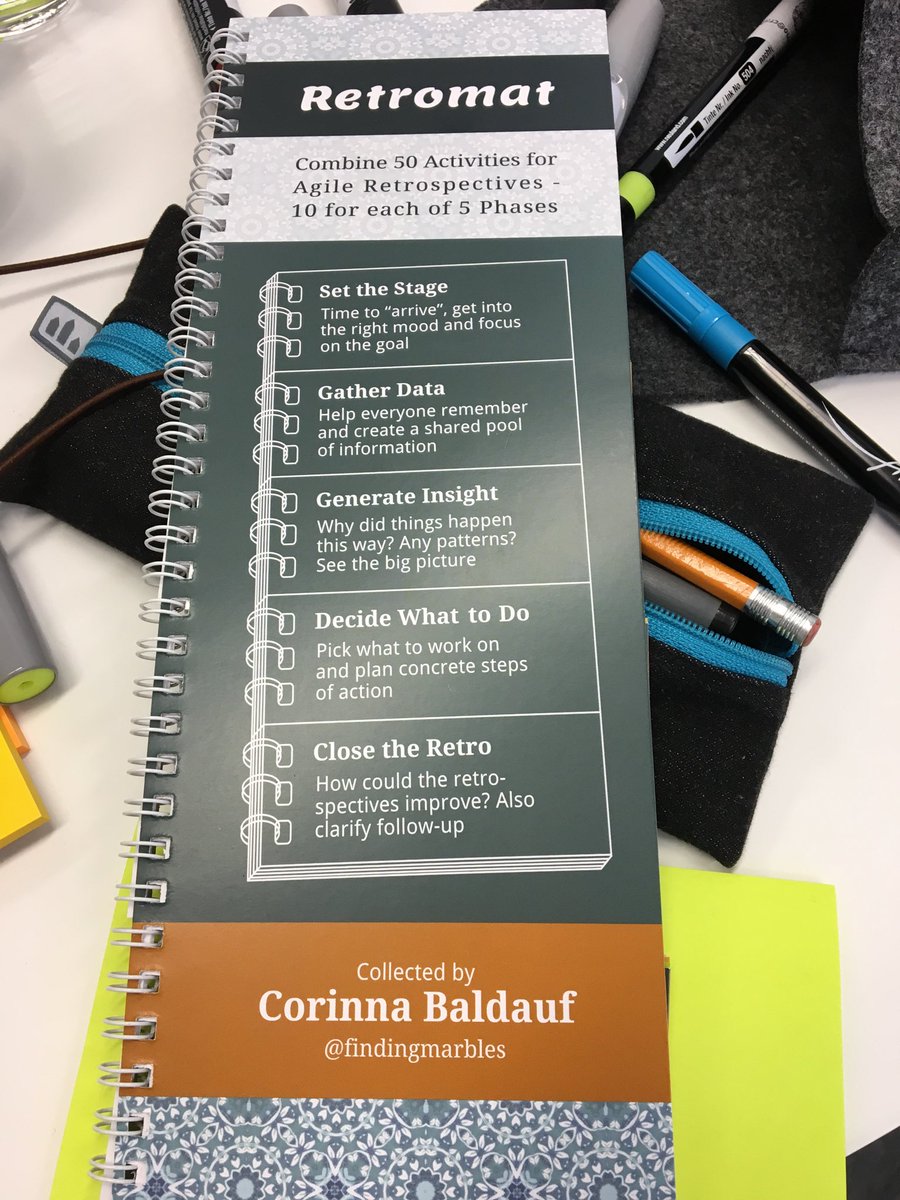 Retromat
Combine 50 Activities for
Agile Retrospectives -
10 for each of 5 Phases
Set the Stage
Time to “arrive”, get into
the right mood and focus
on the goal
Gather Data
Help everyone remember
and create a shared pool
of information
Generate Insight
Why did things happen
this way? Any patterns?
See the big picture
Decide What to Do
Pick what to work on
and plan concrete steps
of action
Close the Retro
How could the retro-
spectives improve? Also
clarify follow-up
Collected by
Corinna Baldauf
@findingmarbles
Tinte Nr. / Ink No. 504